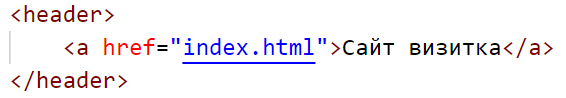 <header>
    <a href="index.html">Сайт визитка</a>
</header>